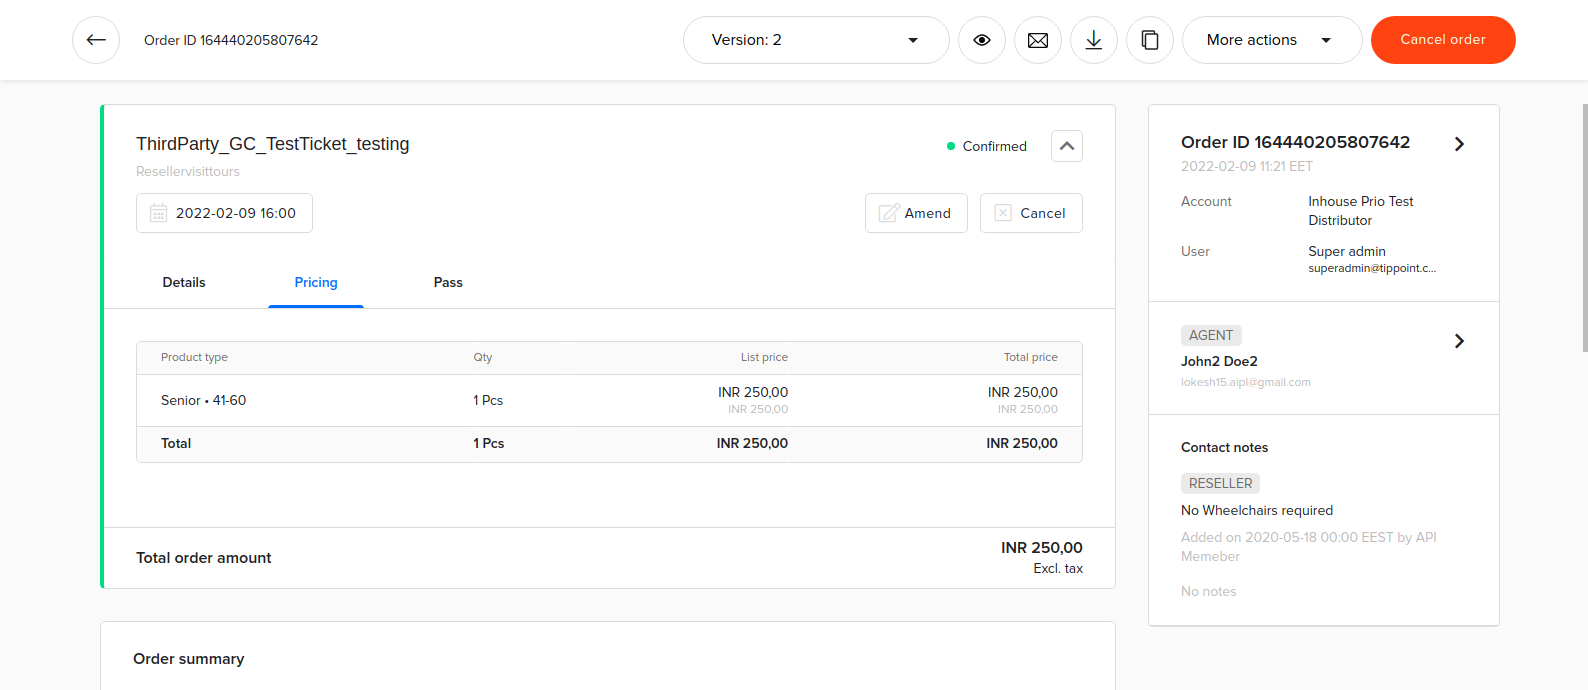 Order ID 164440205807642
Version: 2
More actions
Cancel order
ThirdParty_GC_TestTicket_testing
Confirmed
Resellervisittours
2022-02-09 16:00
Amend
Cancel
Details
Pricing
Pass
Product type
Qty
List price
Total price
Senior • 41-60
1 Pcs
INR 250,00
INR 250,00
INR 250,00
INR 250,00
Total
1 Pcs
INR 250,00
INR 250,00
Total order amount
INR 250,00
Excl. tax
Order summary
Order ID 164440205807642
2022-02-09 11:21 EET
Account
Inhouse Prio Test
Distributor
User
Super admin
superadmin@tippoint.c...
AGENT
John2 Doe2
lokesh15.aipl@gmail.com
Contact notes
RESELLER
No Wheelchairs required
Added on 2020-05-18 00:00 EEST by API
Memeber
No notes